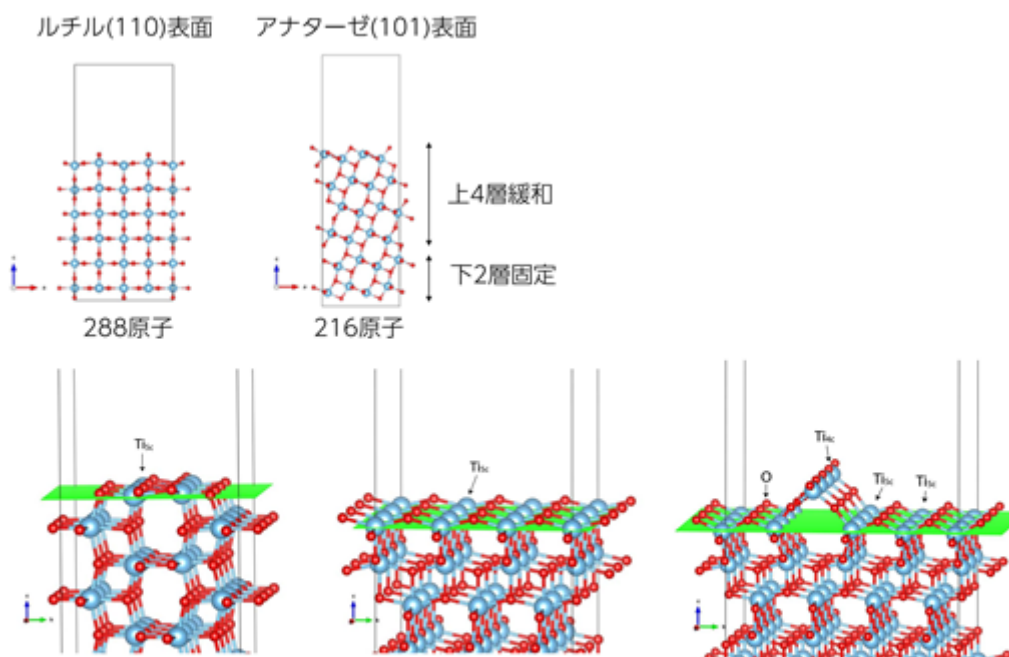 ルチル(110)表面
アナターゼ(101)表面
上4層緩和
下2層固定
288原子
216原子
Ti5c
Ti5c
Ti4c
O
Ti5c
Ti5c